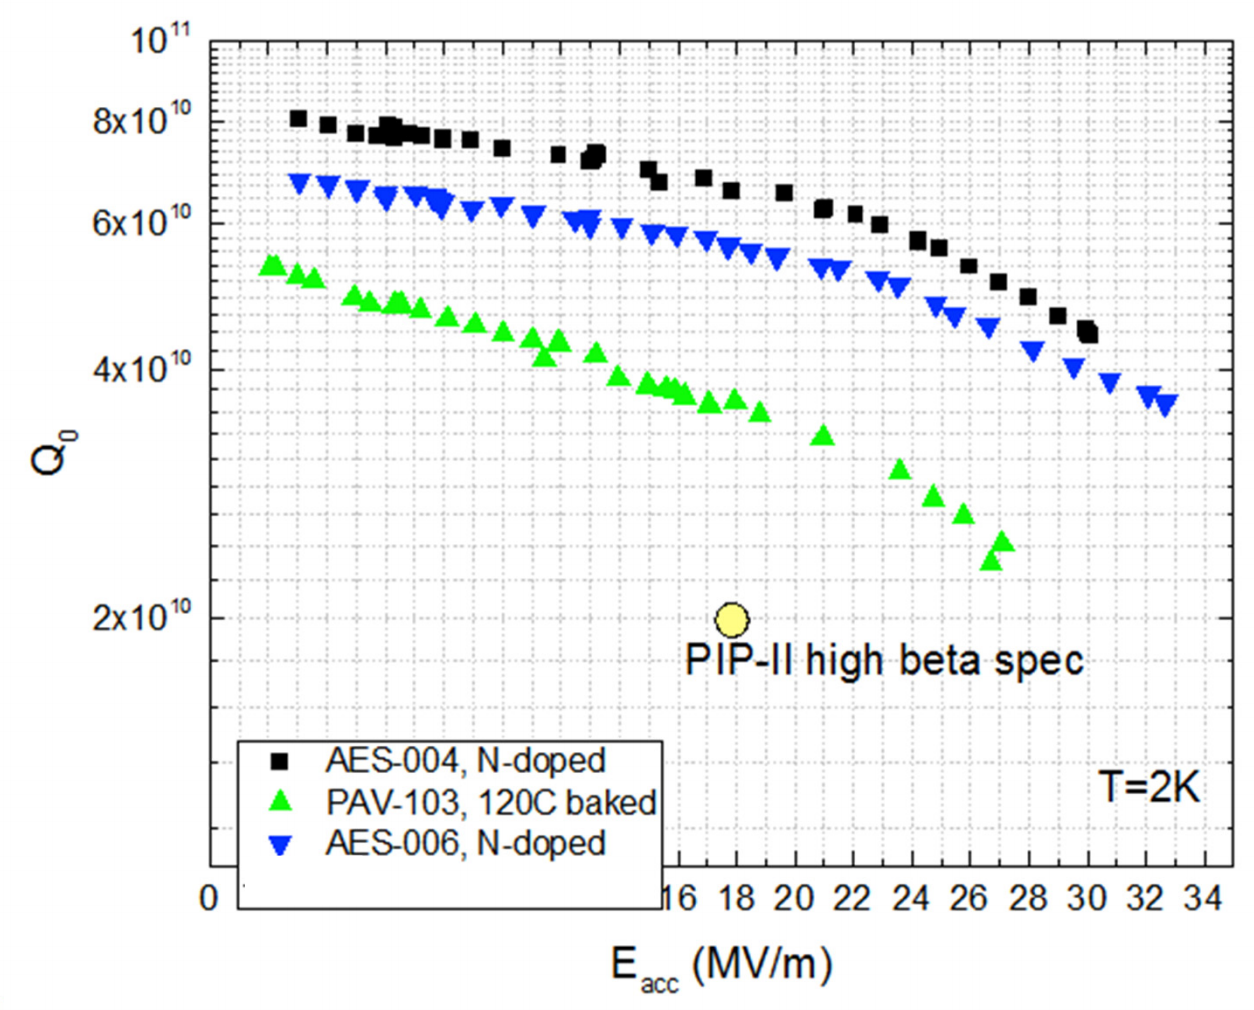 10¹¹
8x10¹⁰
6x10¹⁰
4x10¹⁰
2x10¹⁰
Q₀
PIP-II high beta spec
AES-004, N-doped
PAV-103, 120C baked
AES-006, N-doped
T=2K
0 16 18 20 22 24 26 28 30 32 34
E_acc (MV/m)